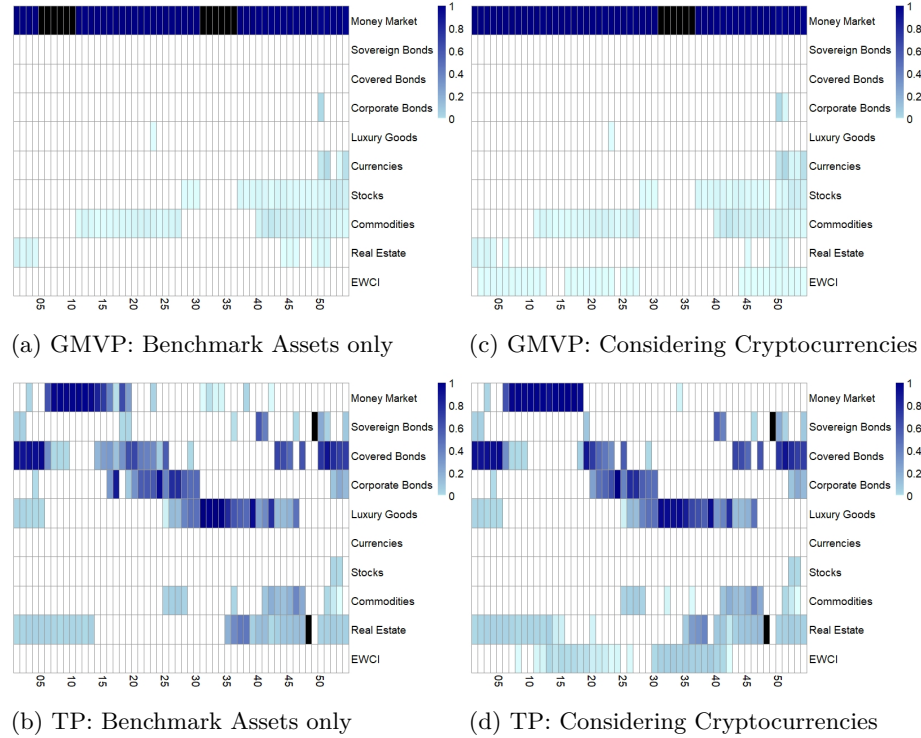 1
0.8
0.6
0.4
0.2
0
Money Market
Sovereign Bonds
Covered Bonds
Corporate Bonds
Luxury Goods
Currencies
Stocks
Commodities
Real Estate
EWCI
05 10 15 20 25 30 35 40 45 50
(a) GMVP: Benchmark Assets only
1
0.8
0.6
0.4
0.2
0
Money Market
Sovereign Bonds
Covered Bonds
Corporate Bonds
Luxury Goods
Currencies
Stocks
Commodities
Real Estate
EWCI
05 10 15 20 25 30 35 40 45 50
(c) GMVP: Considering Cryptocurrencies
1
0.8
0.6
0.4
0.2
0
Money Market
Sovereign Bonds
Covered Bonds
Corporate Bonds
Luxury Goods
Currencies
Stocks
Commodities
Real Estate
EWCI
05 10 15 20 25 30 35 40 45 50
(b) TP: Benchmark Assets only
1
0.8
0.6
0.4
0.2
0
Money Market
Sovereign Bonds
Covered Bonds
Corporate Bonds
Luxury Goods
Currencies
Stocks
Commodities
Real Estate
EWCI
05 10 15 20 25 30 35 40 45 50
(d) TP: Considering Cryptocurrencies